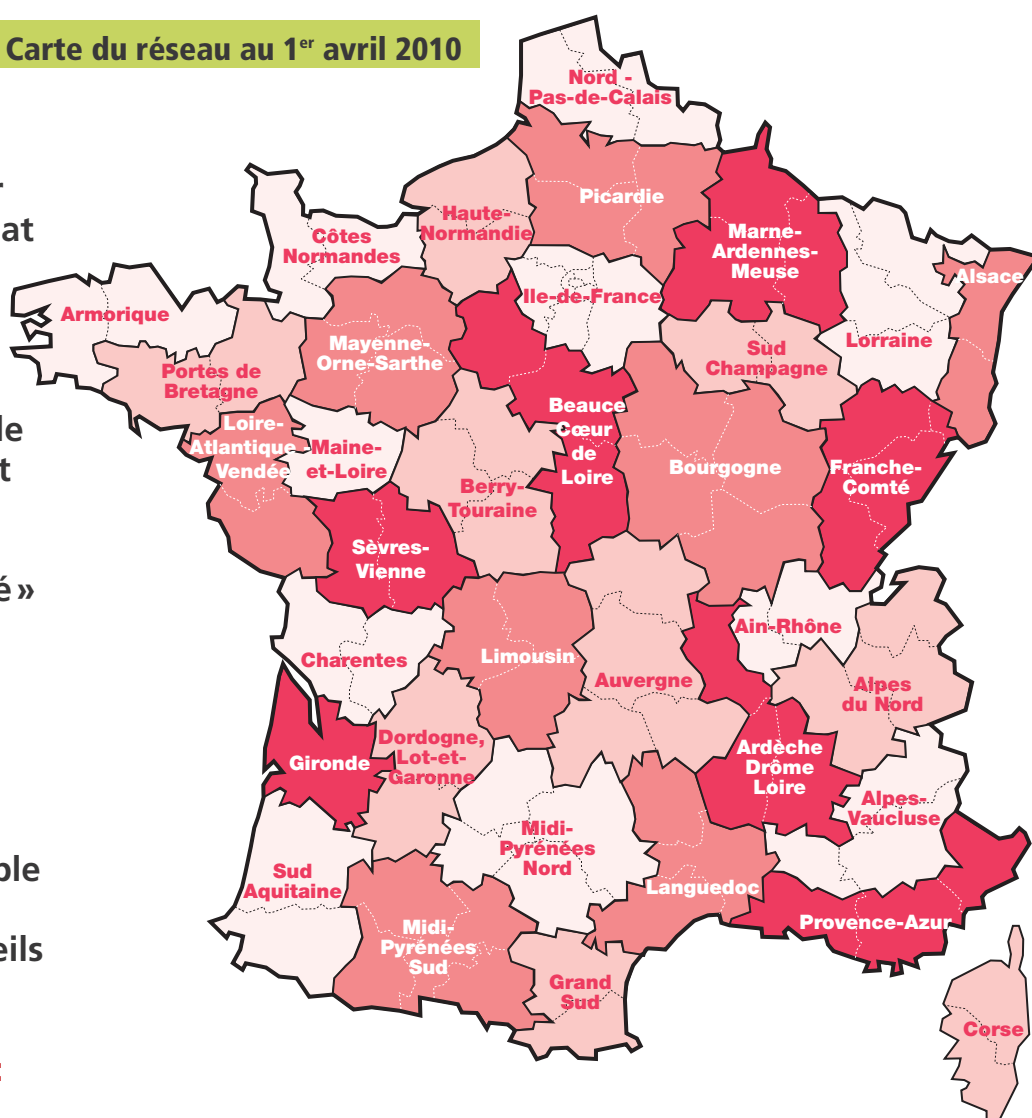 Carte du réseau au 1er avril 2010
at
le
t
é »
ple
eils
:
Nord -
Pas-de-Calais
Picardie
Haute-
Normandie
Marne-
Ardennes-
Meuse
Côtes
Normandes
Ile-de-France
Alsace
Armorique
Lorraine
Mayenne-
Orne-Sarthe
Sud
Champagne
Portes de
Bretagne
Beauce
Cœur
de
Loire
Loire-
Atlantique -
Vendée
Maine-
et-Loire
Bourgogne
Franche-
Comté
Berry-
Touraine
Sèvres-
Vienne
Ain-Rhône
Charentes
Limousin
Auvergne
Alpes
du Nord
Gironde
Dordogne,
Lot-et-
Garonne
Ardèche
Drôme
Loire
Alpes-
Vaucluse
Midi-
Pyrénées
Nord
Sud
Aquitaine
Languedoc
Provence-Azur
Midi-
Pyrénées
Sud
Grand
Sud
Corse